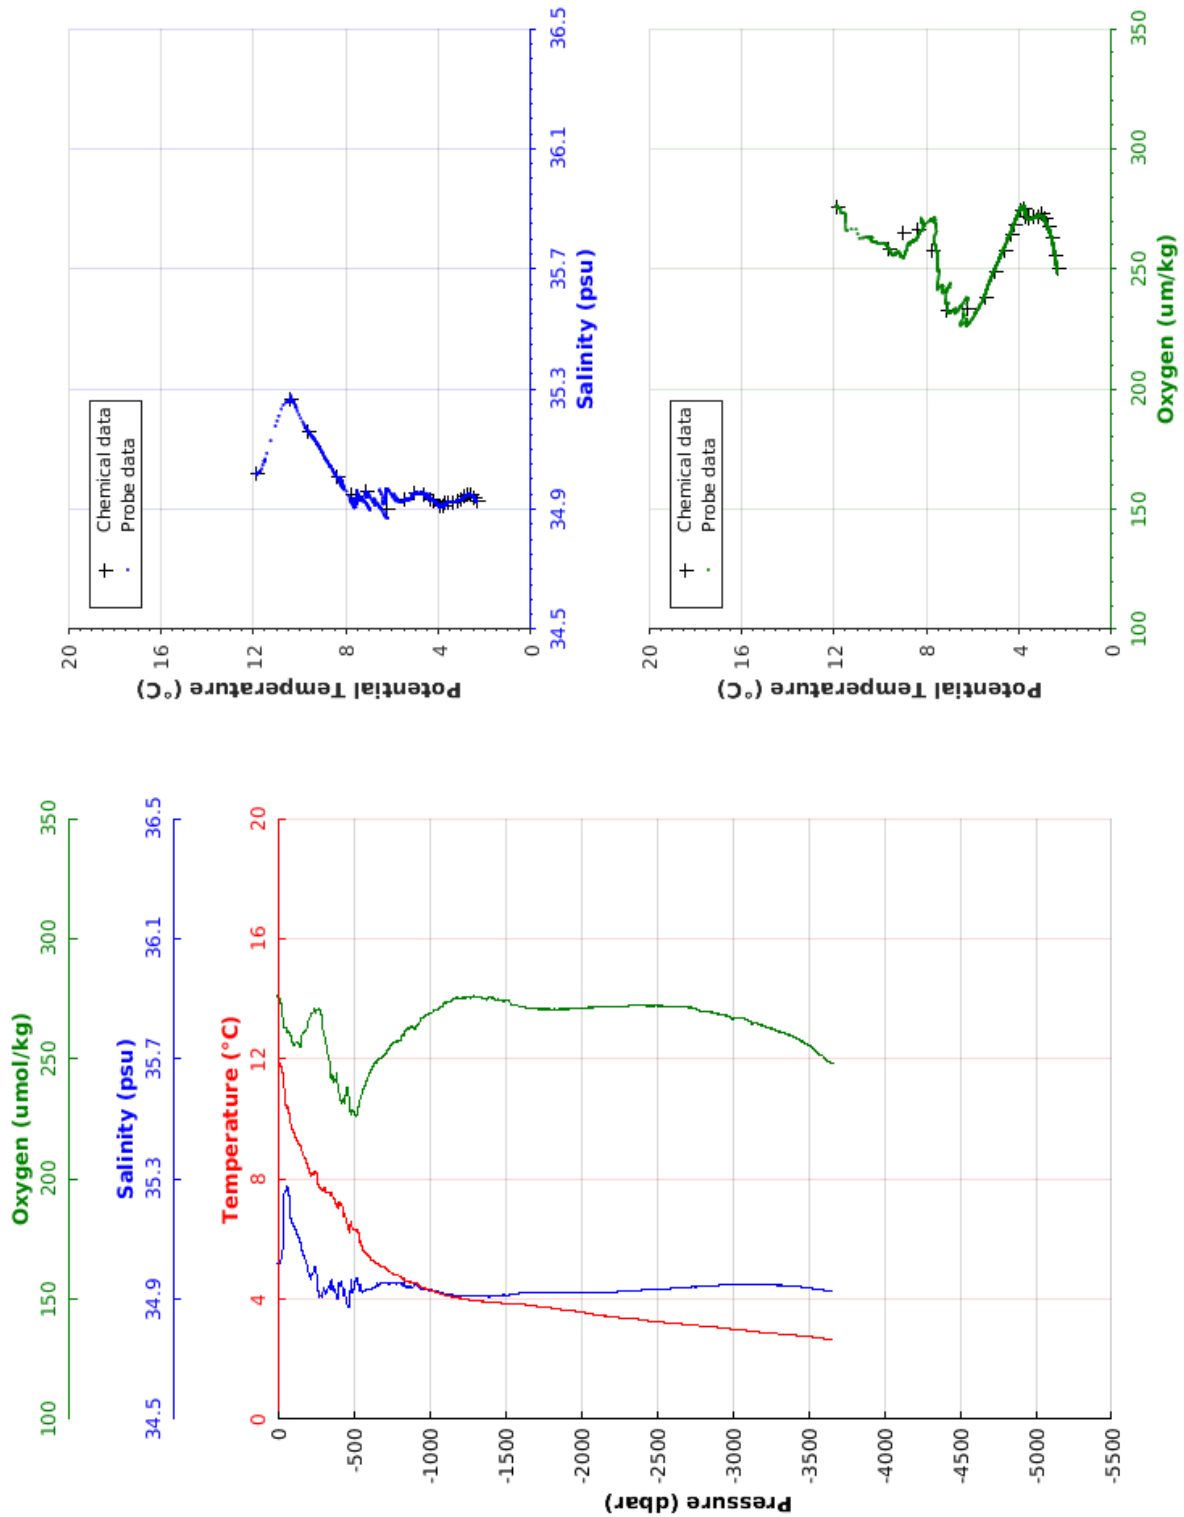 Oxygen (umol/kg)
100 150 200 250 300 350
Salinity (psu)
34.5 34.9 35.3 35.7 36.1 36.5
Temperature (°C)
0 4 8 12 16 20
Pressure (dbar)
0
-500
-1000
-1500
-2000
-2500
-3000
-3500
-4000
-4500
-5000
-5500
Potential Temperature (°C)
20
16
12
8
4
0
Chemical data
Probe data
34.5 34.9 35.3 35.7 36.1 36.5
Salinity (psu)
Potential Temperature (°C)
20
16
12
8
4
0
Chemical data
Probe data
100 150 200 250 300 350
Oxygen (um/kg)